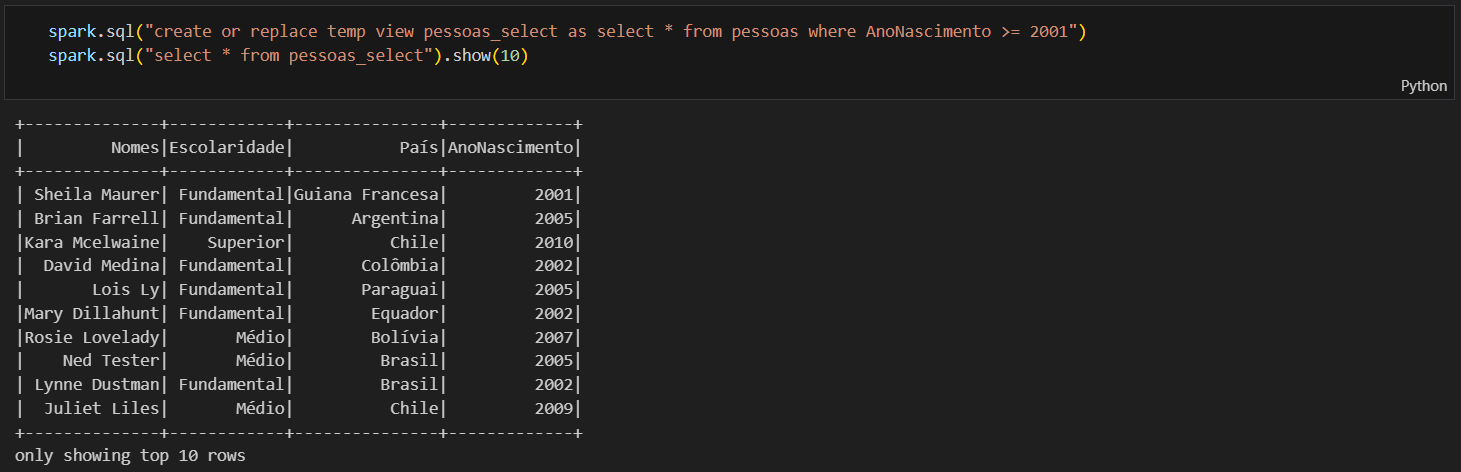 spark.sql("create or replace temp view pessoas_select as select * from pessoas where AnoNascimento >= 2001")
spark.sql("select * from pessoas_select").show(10)
Python
+--------------+------------+---------------+-------------+
|         Nomes|Escolaridade|           País|AnoNascimento|
+--------------+------------+---------------+-------------+
| Sheila Maurer| Fundamental|Guiana Francesa|         2001|
| Brian Farrell| Fundamental|      Argentina|         2005|
|Kara Mcelwaine|    Superior|          Chile|         2010|
|  David Medina| Fundamental|       Colômbia|         2002|
|       Lois Ly| Fundamental|       Paraguai|         2005|
|Mary Dillahunt| Fundamental|        Equador|         2002|
|Rosie Lovelady|       Médio|        Bolívia|         2007|
|    Ned Tester|       Médio|         Brasil|         2005|
| Lynne Dustman| Fundamental|         Brasil|         2002|
|  Juliet Liles|       Médio|          Chile|         2009|
+--------------+------------+---------------+-------------+
only showing top 10 rows